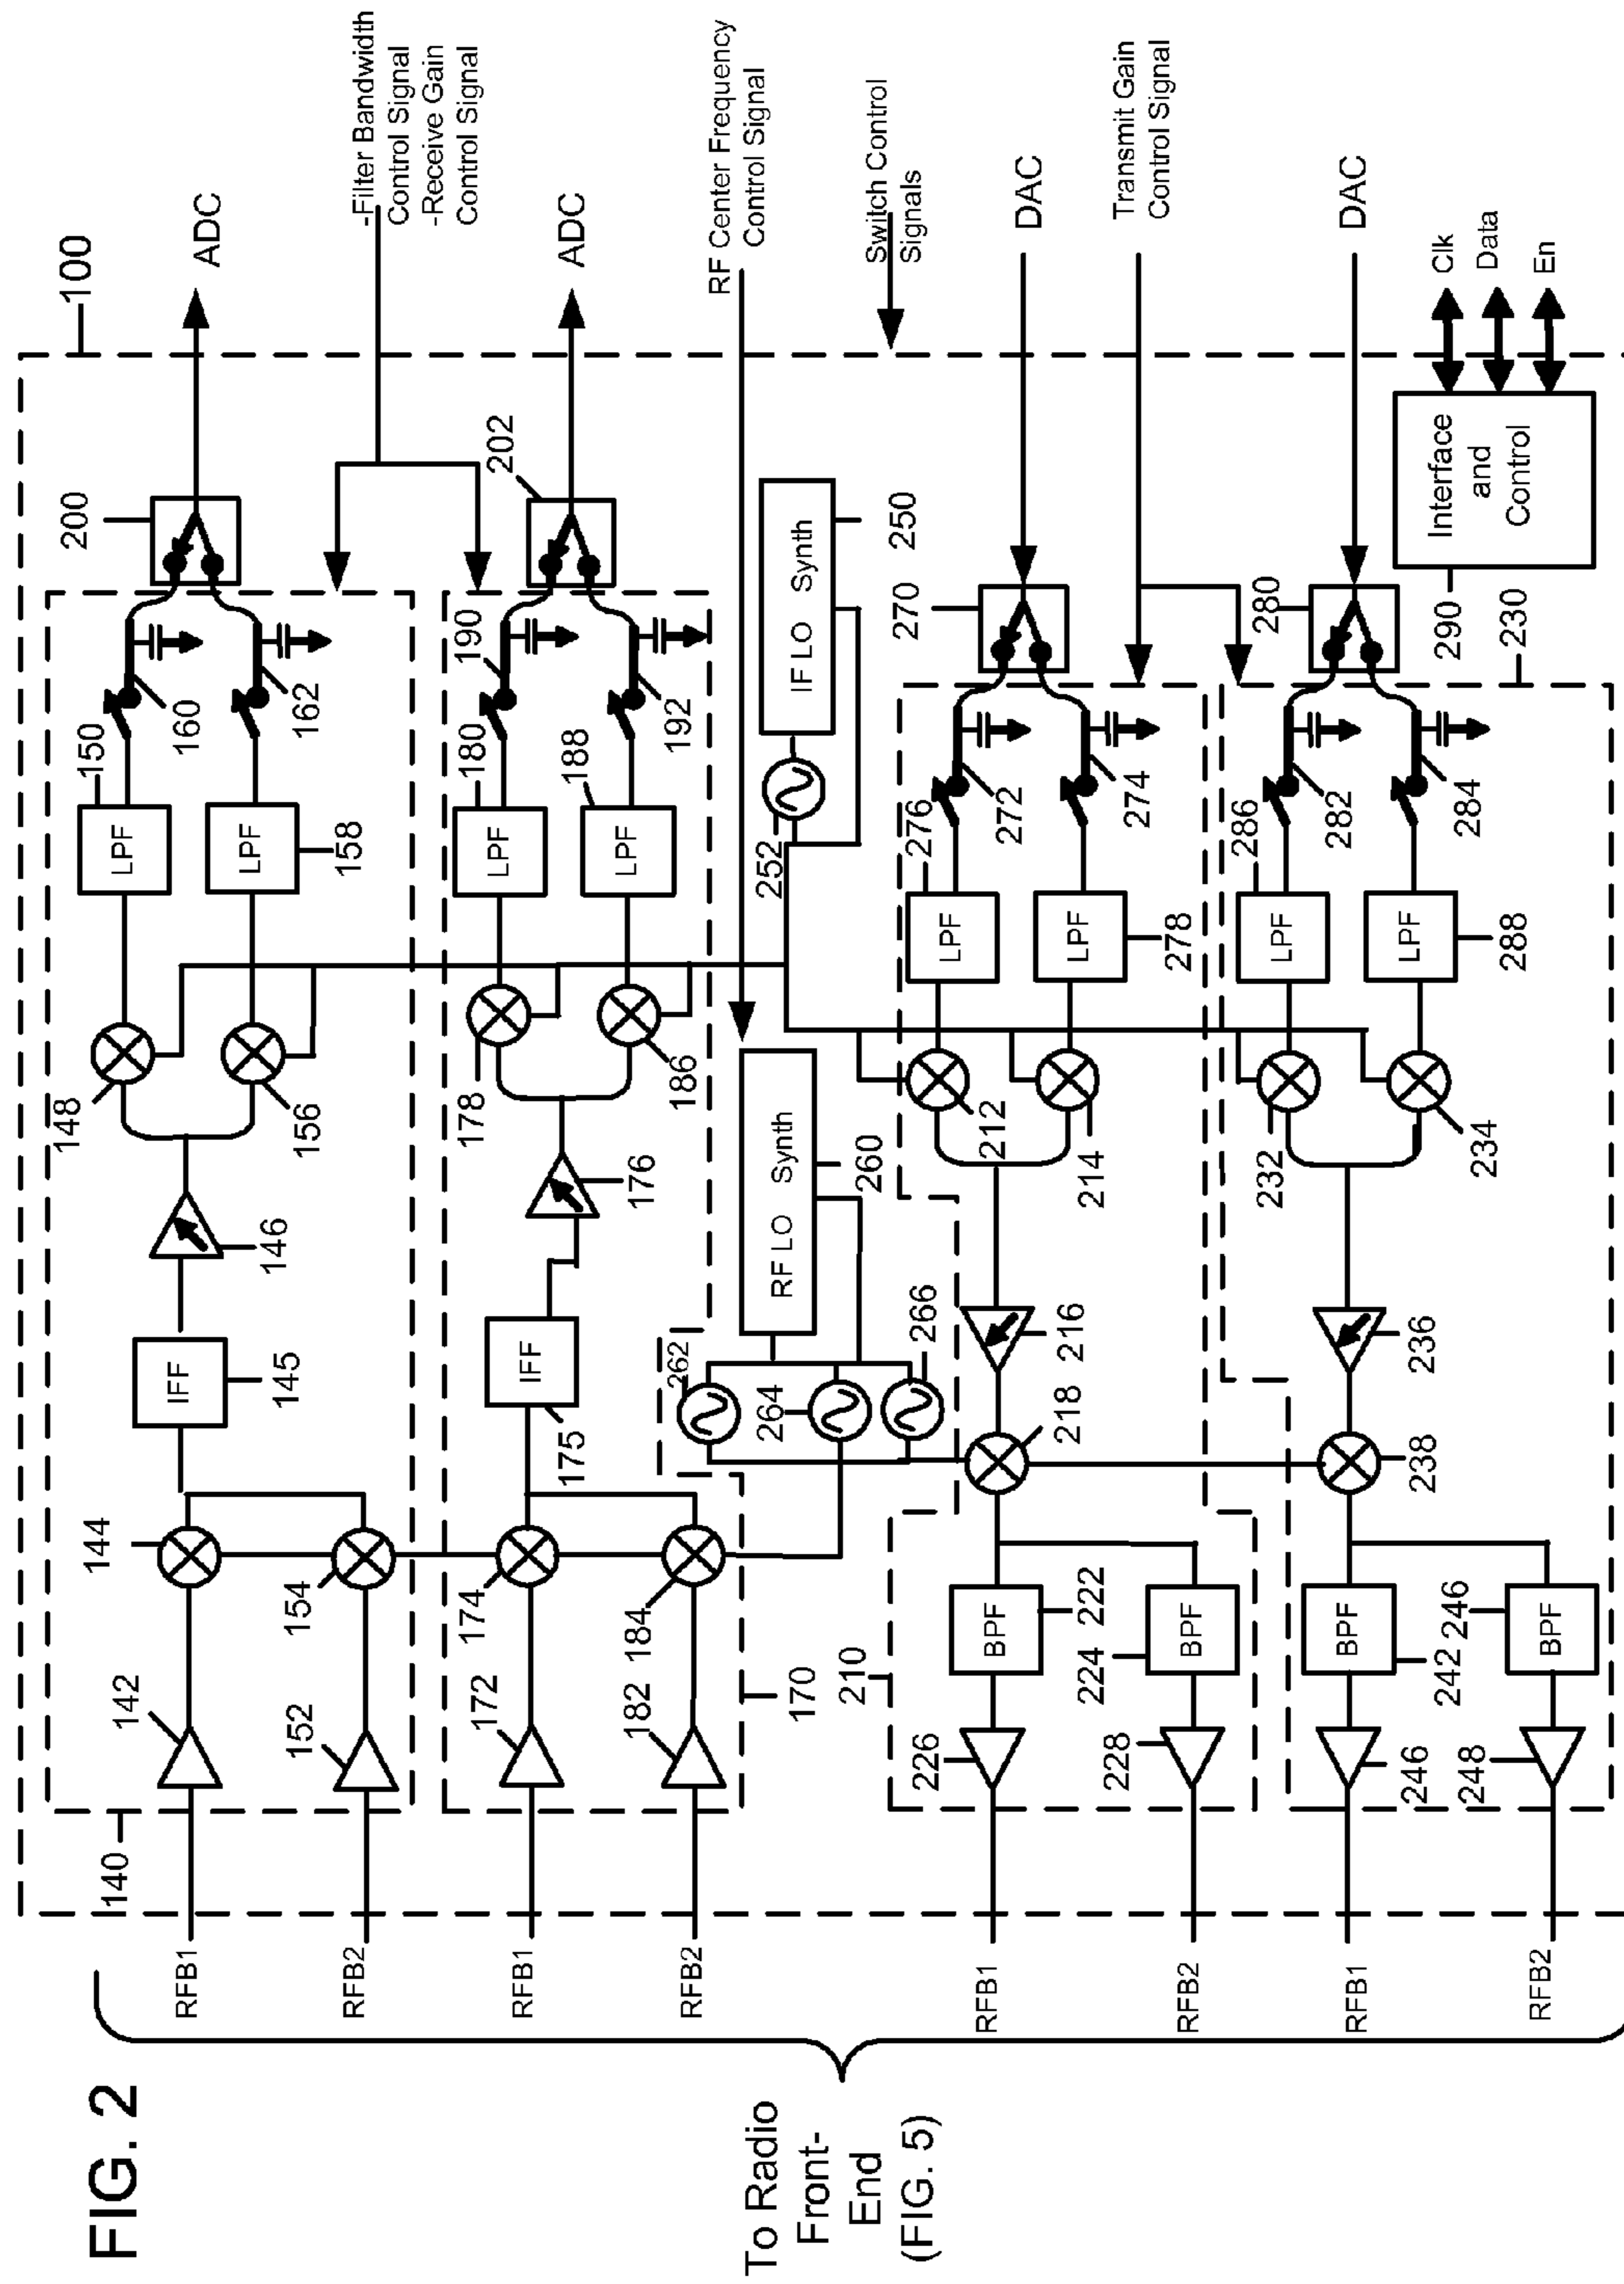 FIG. 2
To Radio
Front-
End
(FIG. 5)
100
140
RFB1
142
144
IFF
145
146
148
LPF
150
160
200
ADC
RFB2
152
154
156
LPF
158
162
-Filter Bandwidth
Control Signal
-Receive Gain
Control Signal
RFB1
172
174
IFF
175
176
178
LPF
180
190
202
ADC
RFB2
182
184
186
LPF
188
192
170
RF Center Frequency
Control Signal
262
264
266
RF LO Synth
260
252
IF LO Synth
250
Switch Control
Signals
210
RFB1
226
BPF
222
218
216
212
LPF
276
272
270
DAC
RFB2
228
BPF
224
214
LPF
278
274
Transmit Gain
Control Signal
RFB1
246
BPF
242
238
236
232
LPF
286
282
280
DAC
RFB2
248
BPF
246
234
LPF
288
284
230
290
Interface
and
Control
Clk
Data
En